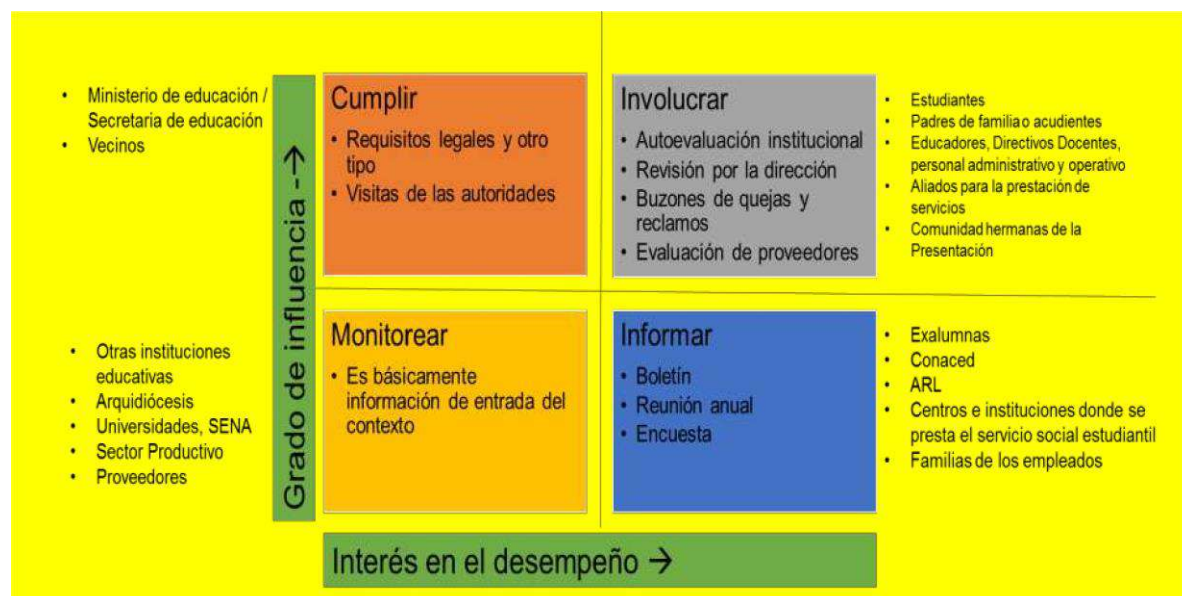 • Ministerio de educación /
Secretaria de educación
• Vecinos
Cumplir
• Requisitos legales y otro
tipo
• Visitas de las autoridades
Involucrar
• Autoevaluación institucional
• Revisión por la dirección
• Buzones de quejas y
reclamos
• Evaluación de proveedores
• Estudiantes
• Padres de familia o acudientes
• Educadores, Directivos Docentes,
personal administrativo y operativo
• Aliados para la prestación de
servicios
• Comunidad hermanas de la
Presentación
Grado de influencia -→
• Otras instituciones
educativas
• Arquidiócesis
• Universidades, SENA
• Sector Productivo
• Proveedores
Monitorear
• Es básicamente
información de entrada del
contexto
Informar
• Boletín
• Reunión anual
• Encuesta
• Exalumnas
• Conaced
• ARL
• Centros e instituciones donde se
presta el servicio social estudiantil
• Familias de los empleados
Interés en el desempeño →